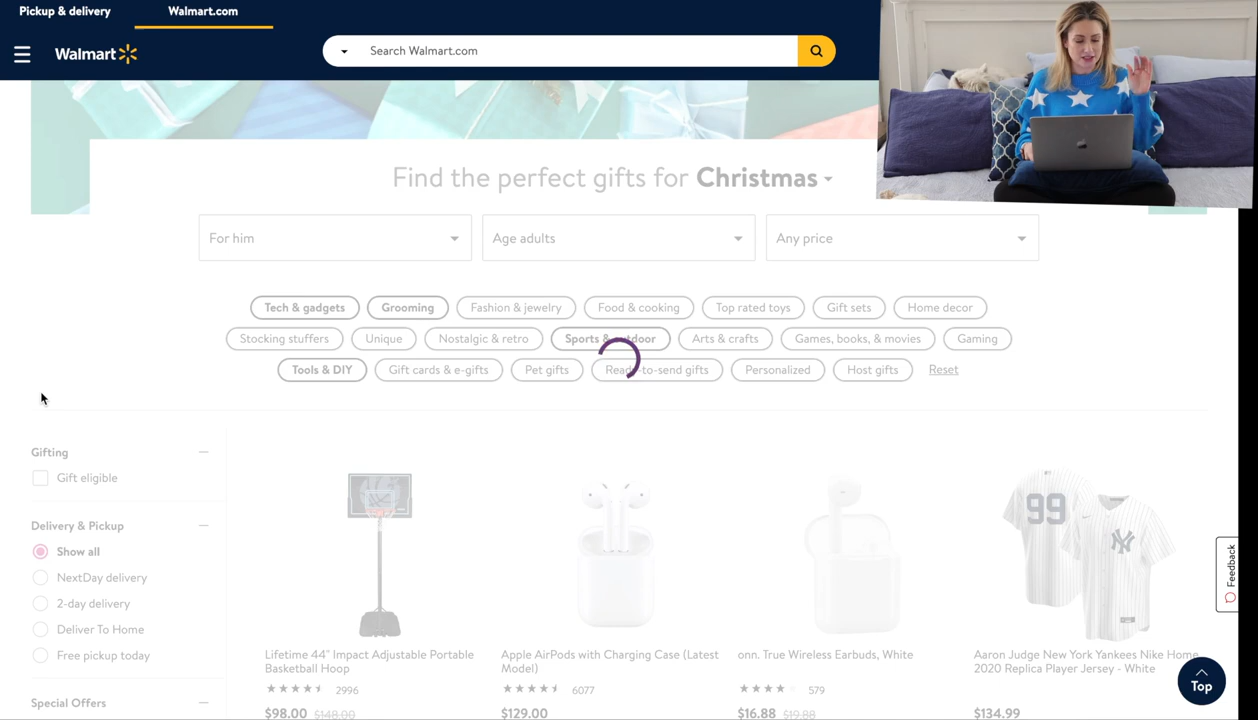 Pickup & delivery
Walmart.com
Walmart
Search Walmart.com
Find the perfect gifts for Christmas
For him
Age adults
Any price
Tech & gadgets
Grooming
Fashion & jewelry
Food & cooking
Top rated toys
Gift sets
Home decor
Stocking stuffers
Unique
Nostalgic & retro
Sports & outdoor
Arts & crafts
Games, books, & movies
Gaming
Tools & DIY
Gift cards & e-gifts
Pet gifts
Ready-to-send gifts
Personalized
Host gifts
Reset
Gifting
Gift eligible
Delivery & Pickup
Show all
NextDay delivery
2-day delivery
Deliver To Home
Free pickup today
Special Offers
99
NY
Lifetime 44" Impact Adjustable Portable
Basketball Hoop
2996
$98.00 $148.00
Apple AirPods with Charging Case (Latest
Model)
6077
$129.00
onn. True Wireless Earbuds, White
579
$16.88 $19.88
Aaron Judge New York Yankees Nike Home
2020 Replica Player Jersey - White
$134.99
Feedback
Top